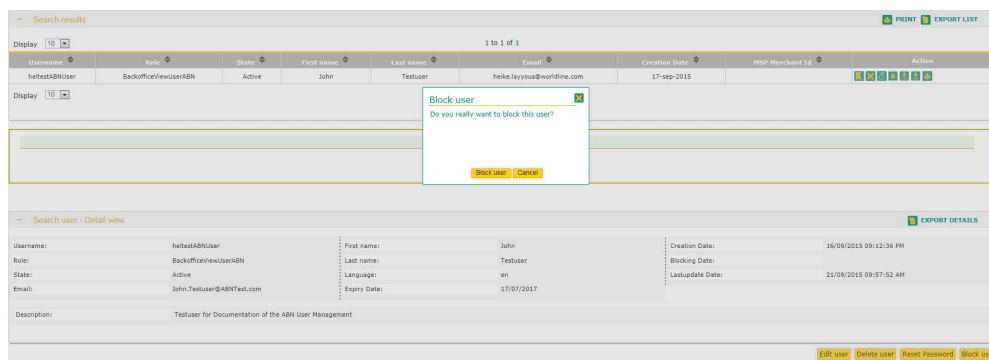 − Search results PRINT EXPORT LIST
Display 10 1 to 1 of 1
Username Role State First name Last name Email Creation Date MSP Merchant Id Action
heltestABNUser BackofficeViewUserABN Active John Testuser heike.layyous@worldline.com 17-sep-2015
Display 10
Block user
Do you really want to block this user?
Block user Cancel
− Search user - Detail view EXPORT DETAILS
Username: heltestABNUser First name: John Creation Date: 16/09/2015 09:12:36 PM
Role: BackofficeViewUserABN Last name: Testuser Blocking Date:
State: Active Language: en Lastupdate Date: 21/09/2015 09:57:52 AM
Email: John.Testuser@ABNTest.com Expiry Date: 17/07/2017
Description: Testuser for Documentation of the ABN User Management
Edit user Delete user Reset Password Block us